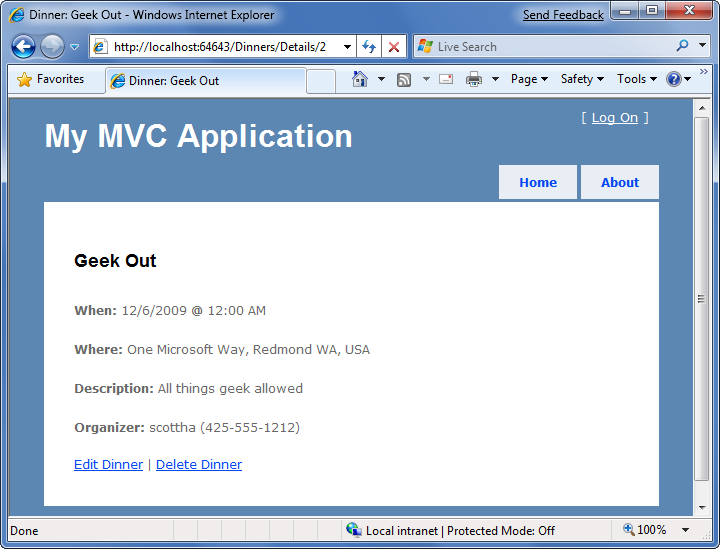 Dinner: Geek Out - Windows Internet Explorer
Send Feedback
http://localhost:64643/Dinners/Details/2
Live Search
Favorites
Dinner: Geek Out
Page
Safety
Tools
[ Log On ]
My MVC Application
Home
About
Geek Out
When: 12/6/2009 @ 12:00 AM
Where: One Microsoft Way, Redmond WA, USA
Description: All things geek allowed
Organizer: scottha (425-555-1212)
Edit Dinner | Delete Dinner
Done
Local intranet | Protected Mode: Off
100%